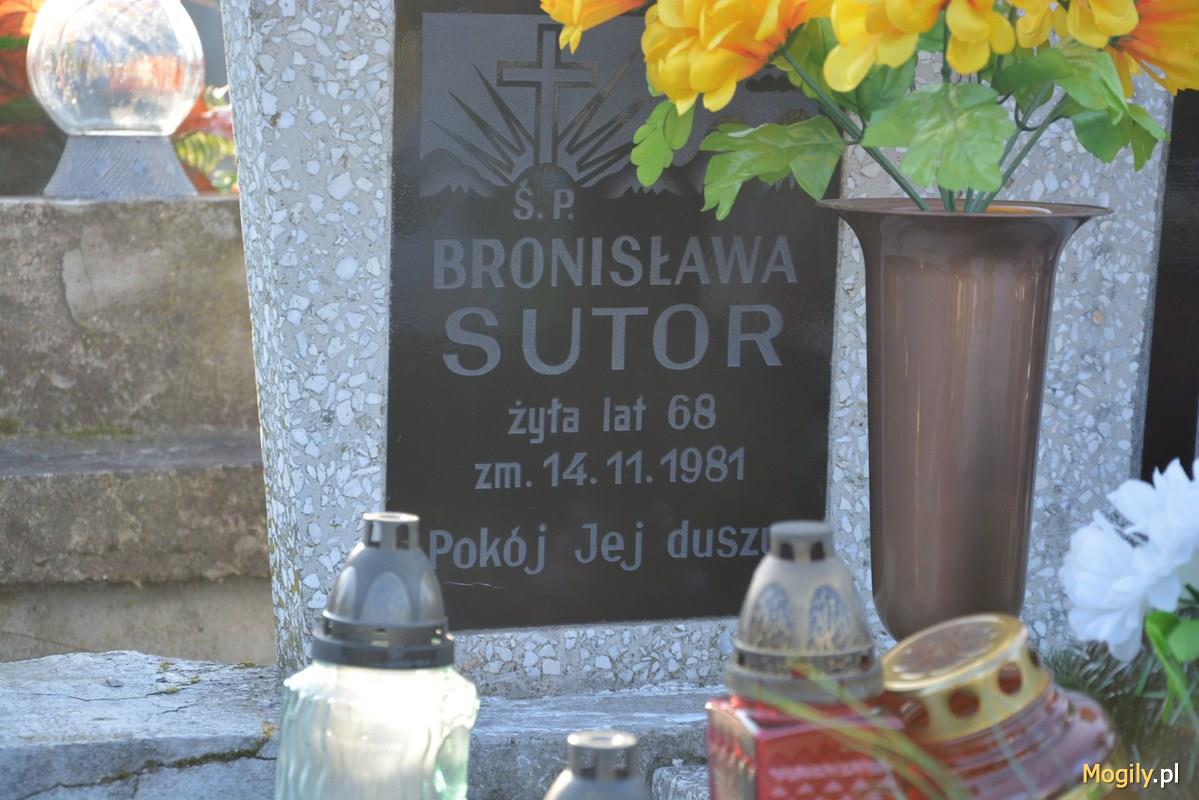 Ś. P.
BRONISŁAWA
SUTOR
żyła lat 68
zm. 14. 11. 1981
Pokój Jej duszy
Mogily.pl